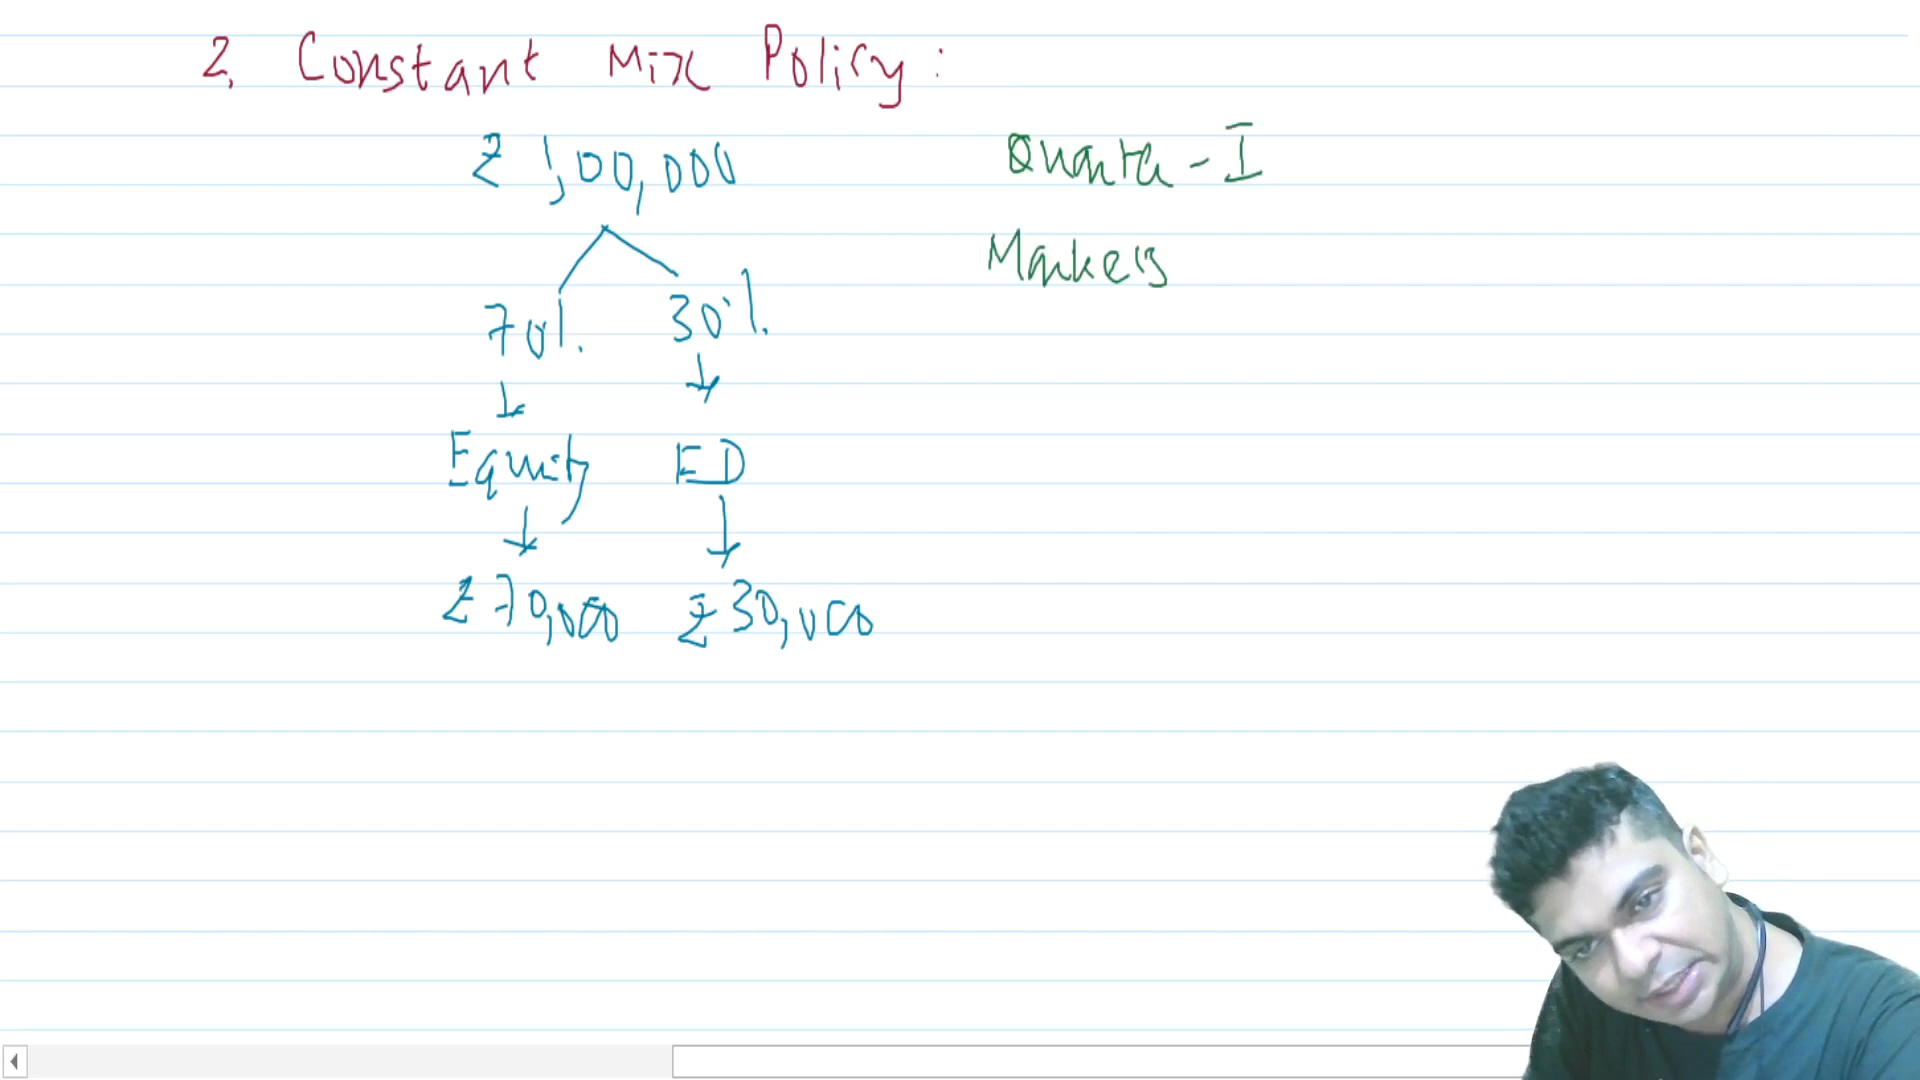 2. Constant Mix Policy:
₹ 1,00,000
70% 30%
Equity FD
₹ 70,000 ₹ 30,000
Quarter - I
Markets